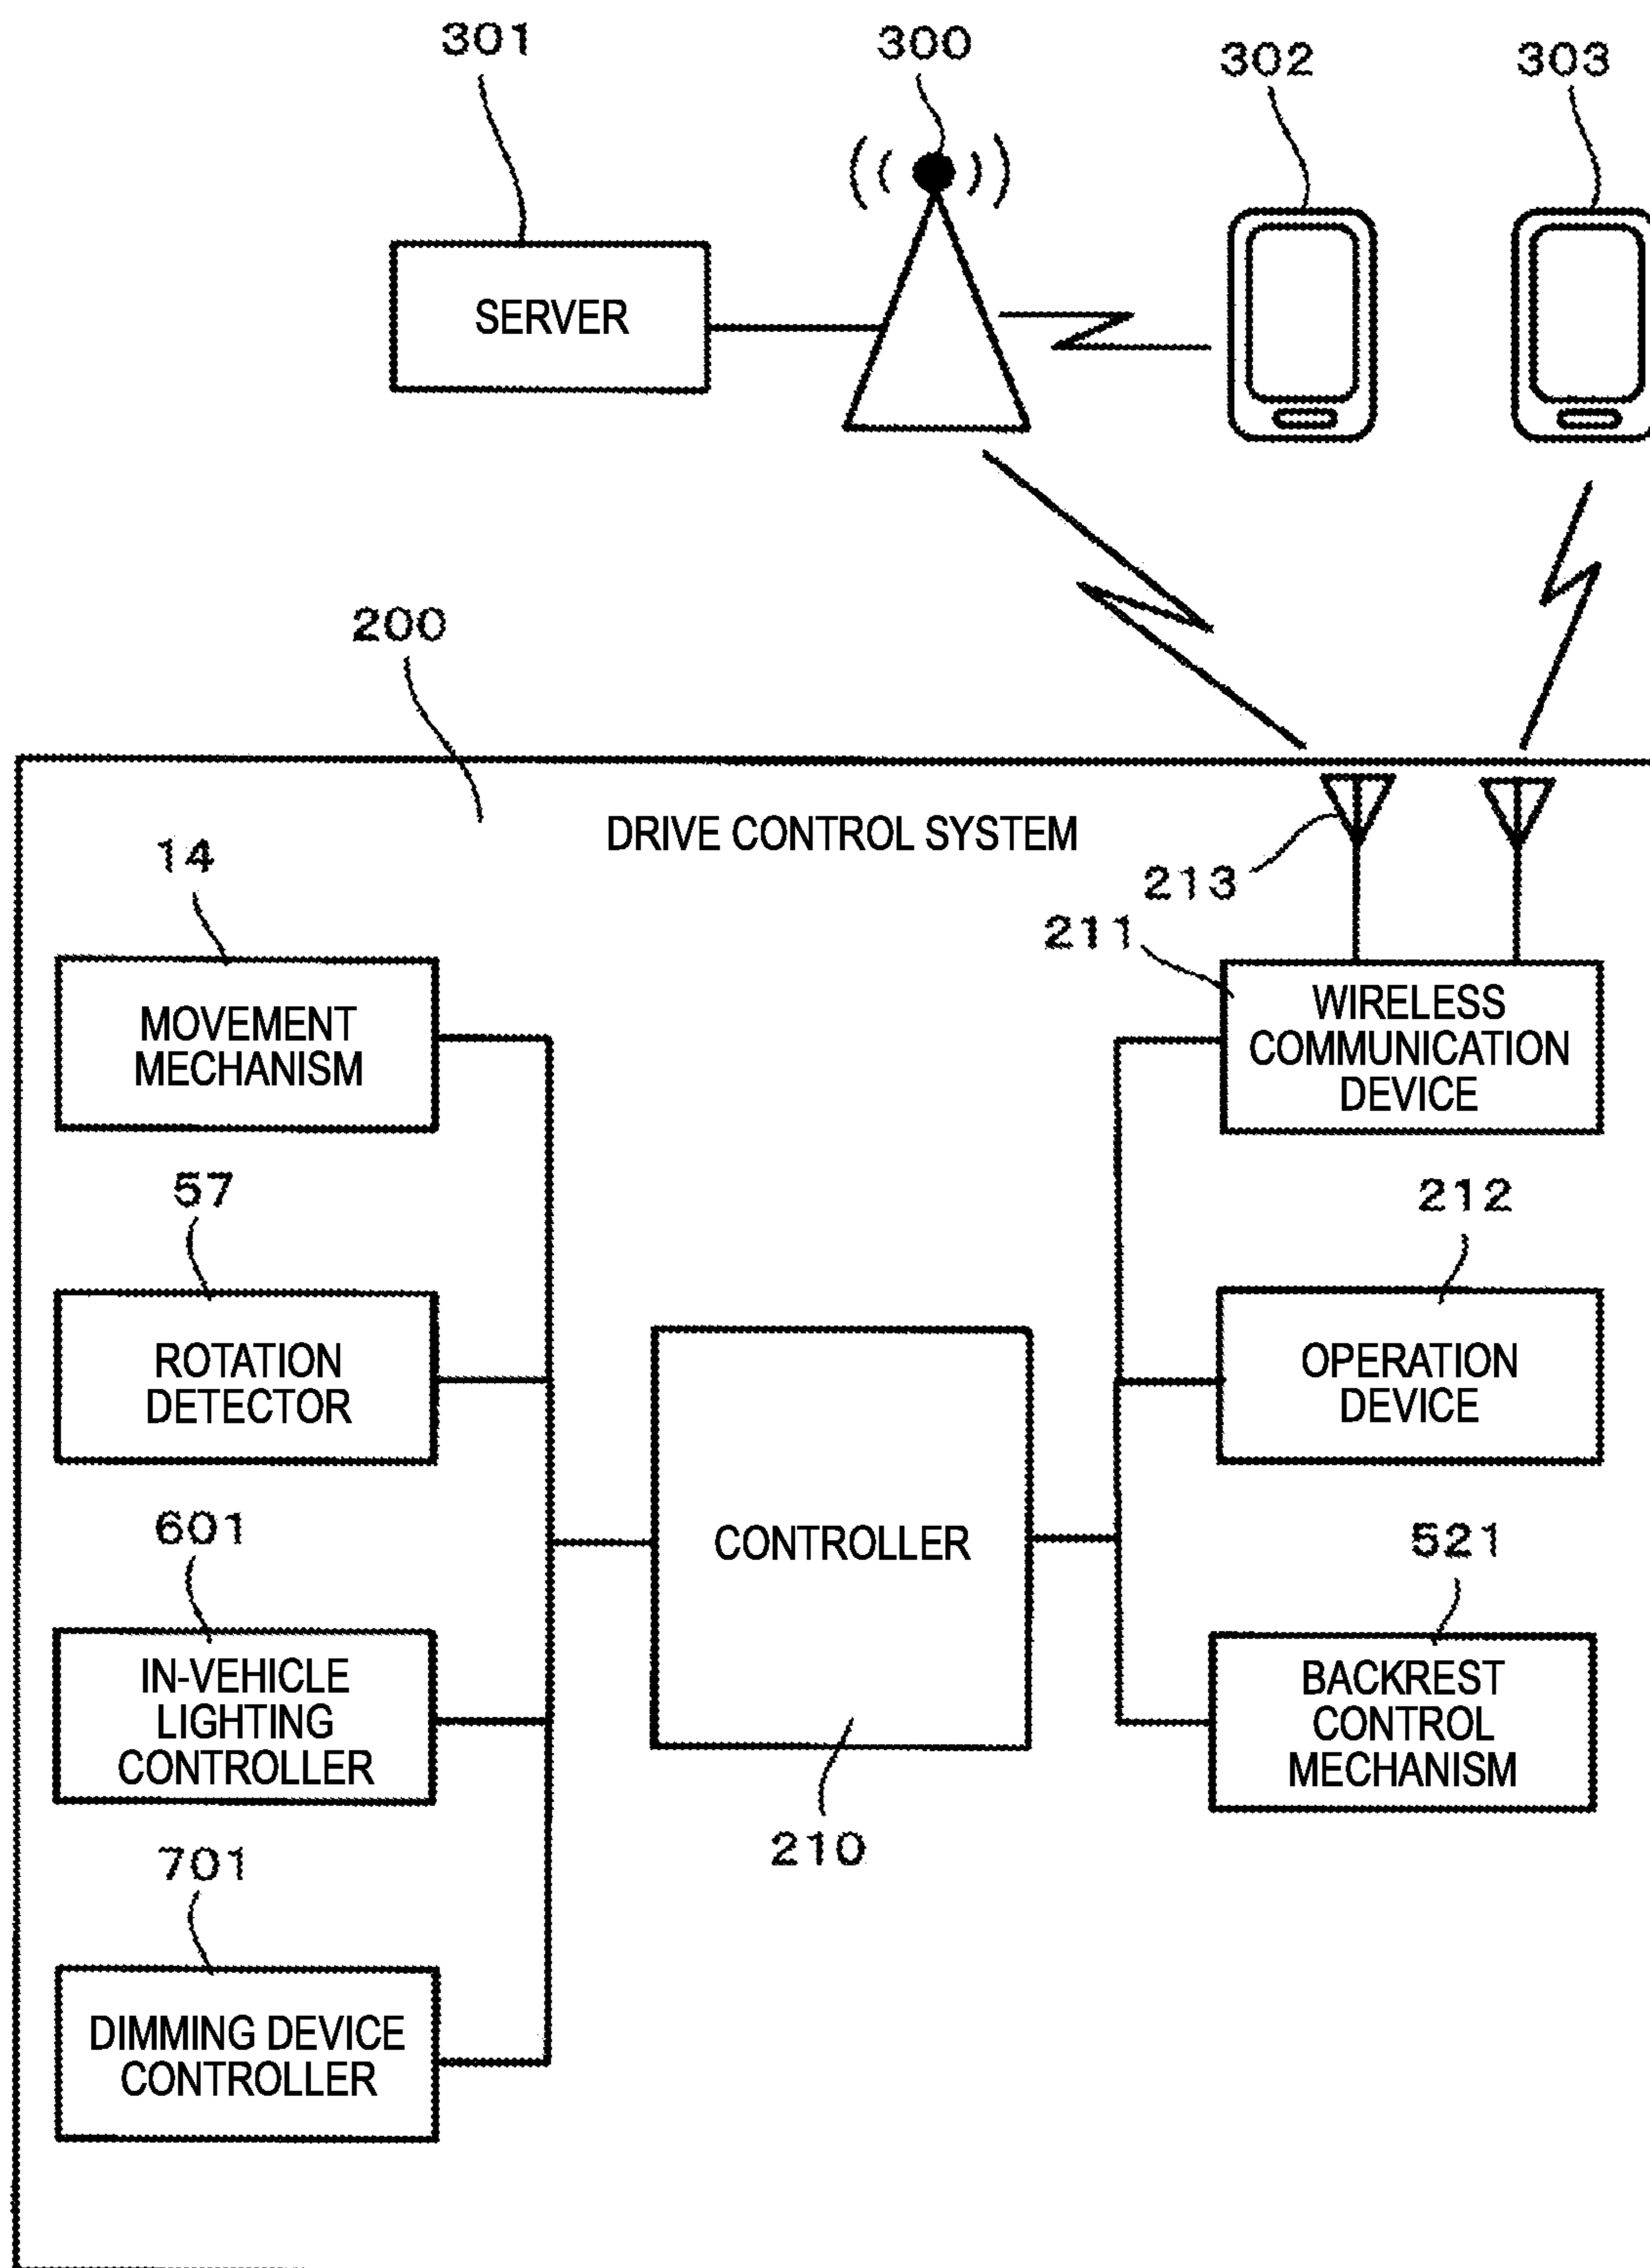 301
300
302
303
SERVER
200
DRIVE CONTROL SYSTEM
14
213
211
MOVEMENT
MECHANISM
WIRELESS
COMMUNICATION
DEVICE
57
212
ROTATION
DETECTOR
OPERATION
DEVICE
601
CONTROLLER
521
IN-VEHICLE
LIGHTING
CONTROLLER
BACKREST
CONTROL
MECHANISM
210
701
DIMMING DEVICE
CONTROLLER